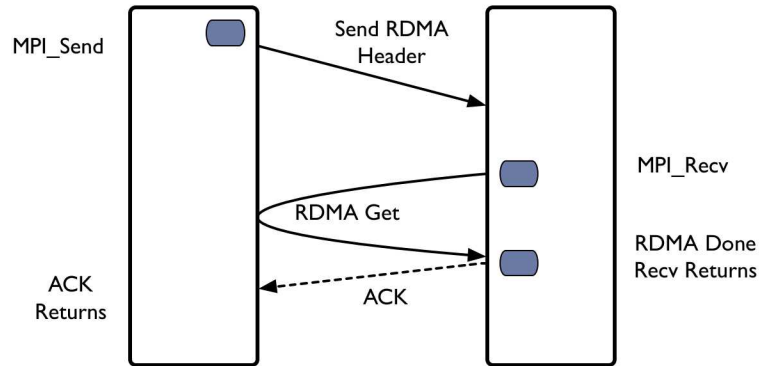 Send RDMA
Header
MPI_Send
MPI_Recv
RDMA Get
RDMA Done
Recv Returns
ACK
Returns
ACK